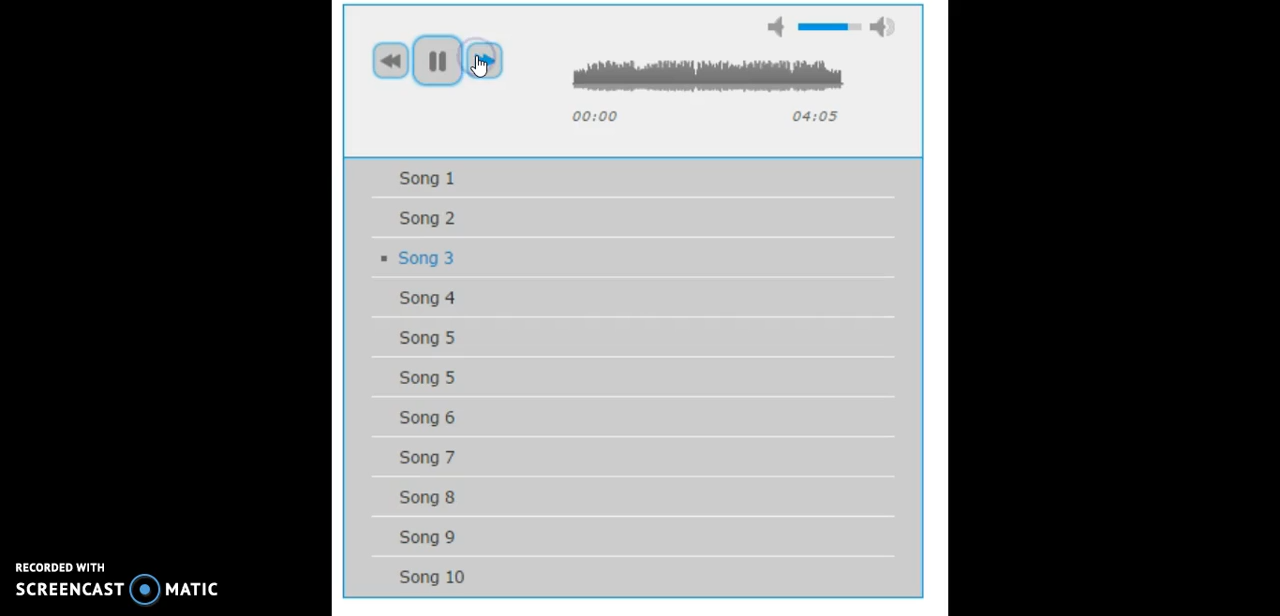 00:00 04:05
Song 1
Song 2
Song 3
Song 4
Song 5
Song 5
Song 6
Song 7
Song 8
Song 9
Song 10
RECORDED WITH
SCREENCAST MATIC